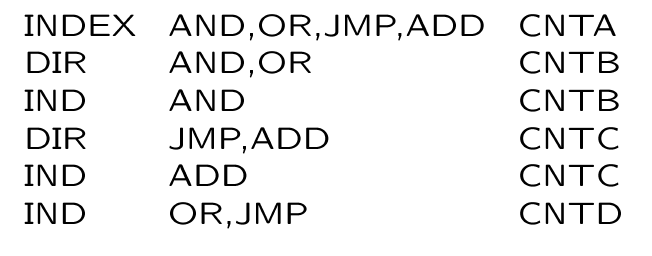 INDEX AND,OR,JMP,ADD CNTA
DIR AND,OR CNTB
IND AND CNTB
DIR JMP,ADD CNTC
IND ADD CNTC
IND OR,JMP CNTD